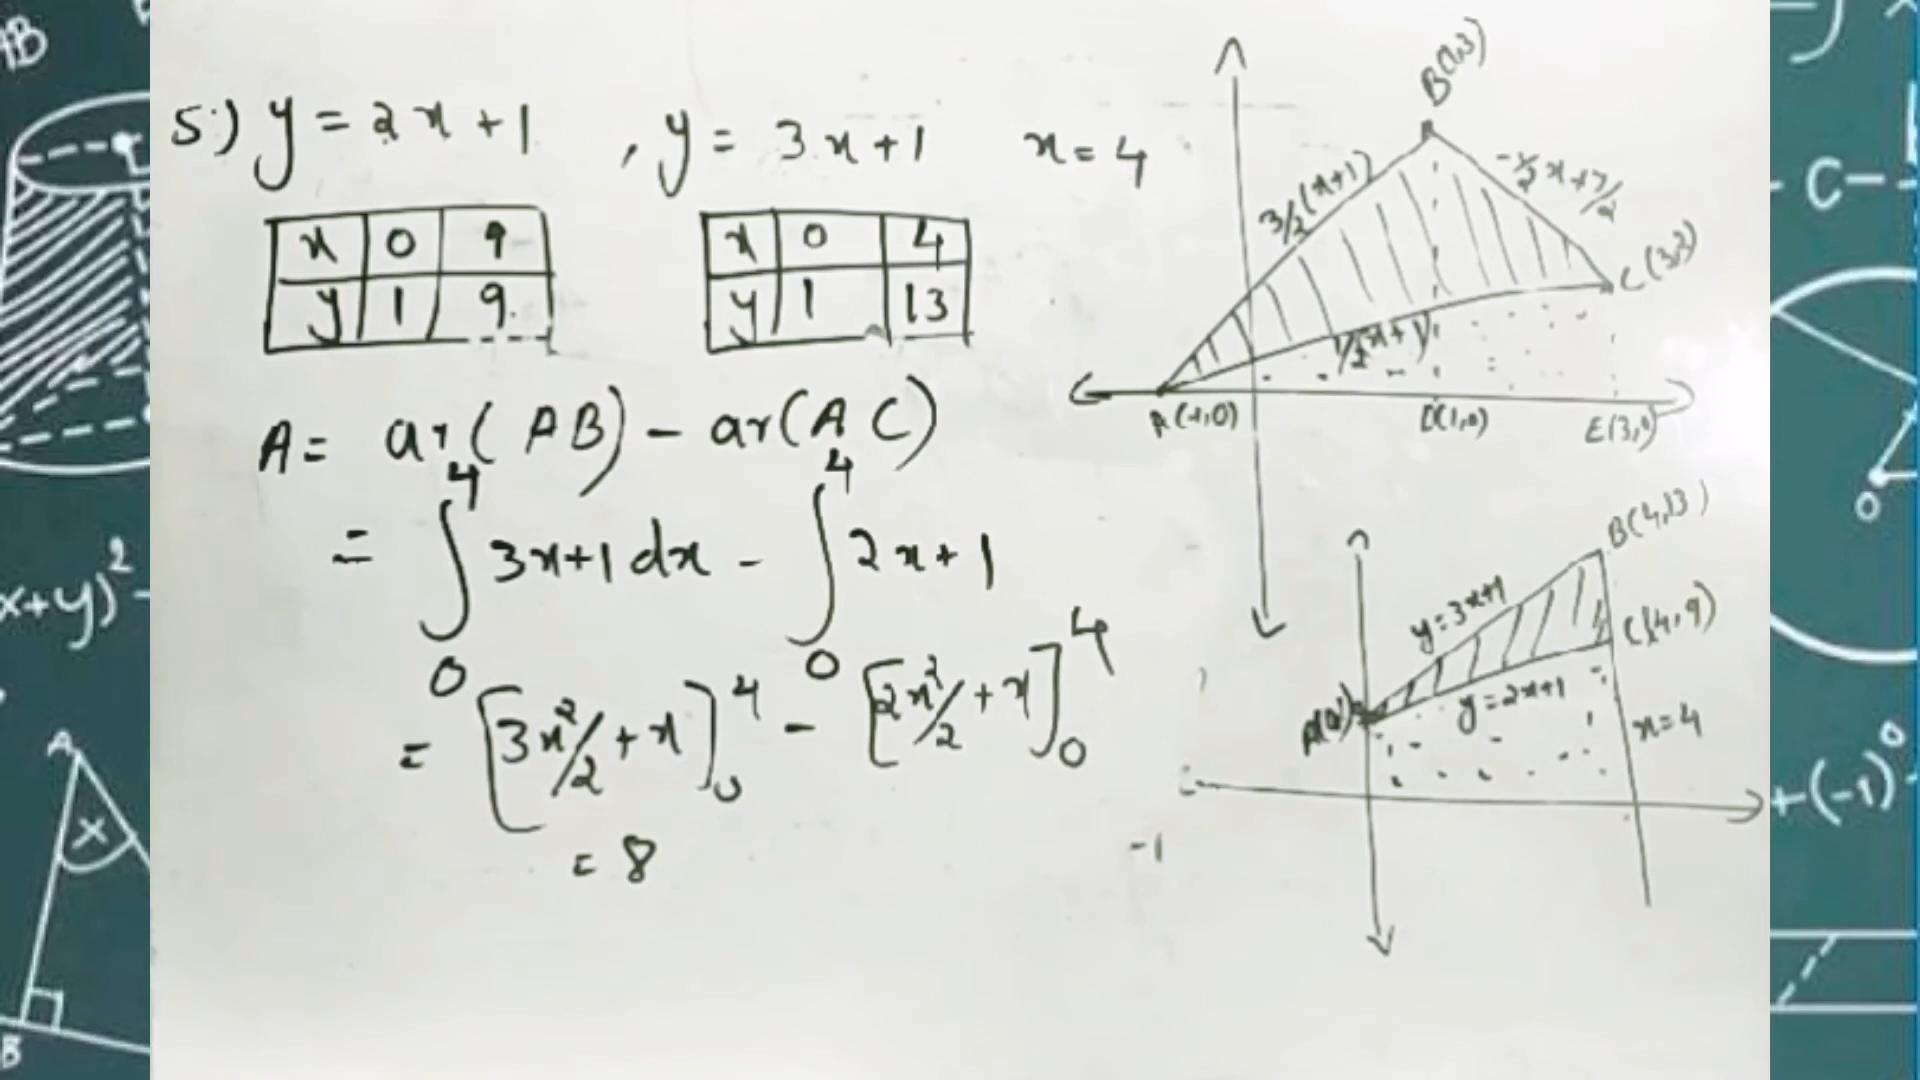 5.) y = 2x + 1 , y = 3x + 1 x = 4
x 0 9
y 1 9
x 0 4
y 1 13
A = ar(AB) - ar(AC)
= ∫₀⁴ 3x+1 dx - ∫₀⁴ 2x + 1
= [3x²/2 + x]₀⁴ - [2x²/2 + x]₀⁴
= 8
B(1,3)
3/2(x+1)
-1/2 x + 7/2
1/2(x+1)
A(-1,0) D(1,0) E(3,0)
B(4,13)
y = 3x+1
C(4,9)
y = 2x+1
x = 4
-1
B
C
(x+y)²
A
X
B
O
+(-1)⁰